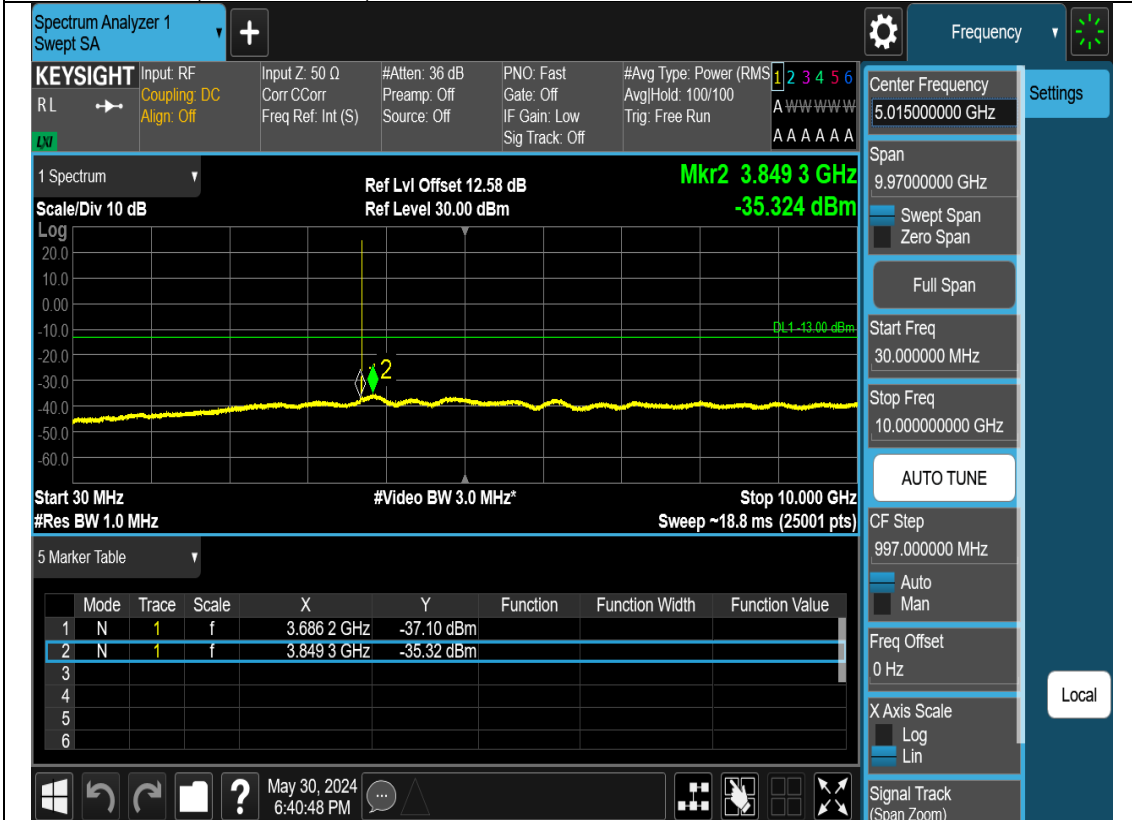 Spectrum Analyzer 1
Swept SA
+
Frequency
KEYSIGHT
RL
LXI
Input: RF
Coupling: DC
Align: Off
Input Z: 50 Ω
Corr CCorr
Freq Ref: Int (S)
#Atten: 36 dB
Preamp: Off
Source: Off
PNO: Fast
Gate: Off
IF Gain: Low
Sig Track: Off
#Avg Type: Power (RMS
Avg|Hold: 100/100
Trig: Free Run
1 2 3 4 5 6
A W W W W W
A A A A A A
1 Spectrum
Scale/Div 10 dB
Ref Lvl Offset 12.58 dB
Ref Level 30.00 dBm
Mkr2 3.849 3 GHz
-35.324 dBm
Log
20.0
10.0
0.00
-10.0
-20.0
-30.0
-40.0
-50.0
-60.0
DL1 -13.00 dBm
2
Start 30 MHz
#Video BW 3.0 MHz*
Stop 10.000 GHz
#Res BW 1.0 MHz
Sweep ~18.8 ms (25001 pts)
5 Marker Table
Mode Trace Scale X Y Function Function Width Function Value
1 N 1 f 3.686 2 GHz -37.10 dBm
2 N 1 f 3.849 3 GHz -35.32 dBm
3
4
5
6
?
May 30, 2024
6:40:48 PM
Center Frequency
5.015000000 GHz
Span
9.97000000 GHz
Swept Span
Zero Span
Full Span
Start Freq
30.000000 MHz
Stop Freq
10.000000000 GHz
AUTO TUNE
CF Step
997.000000 MHz
Auto
Man
Freq Offset
0 Hz
X Axis Scale
Log
Lin
Signal Track
(Span Zoom)
Settings
Local